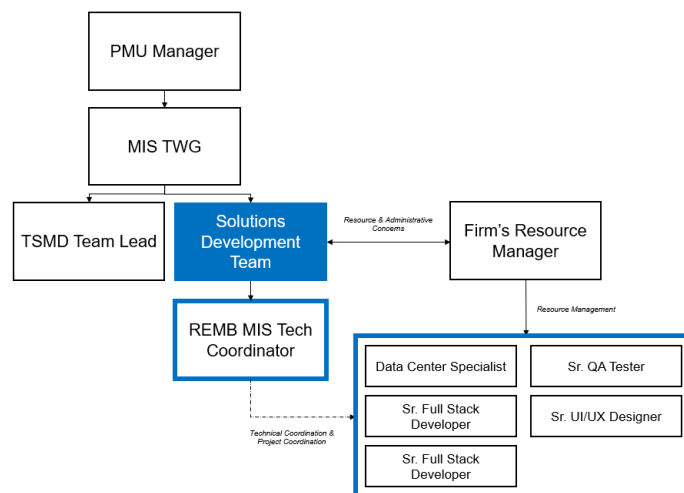 PMU Manager
MIS TWG
TSMD Team Lead
Solutions
Development
Team
Resource & Administrative
Concerns
Firm's Resource
Manager
Resource Management
REMB MIS Tech
Coordinator
Technical Coordination &
Project Coordination
Data Center Specialist
Sr. QA Tester
Sr. Full Stack
Developer
Sr. UI/UX Designer
Sr. Full Stack
Developer